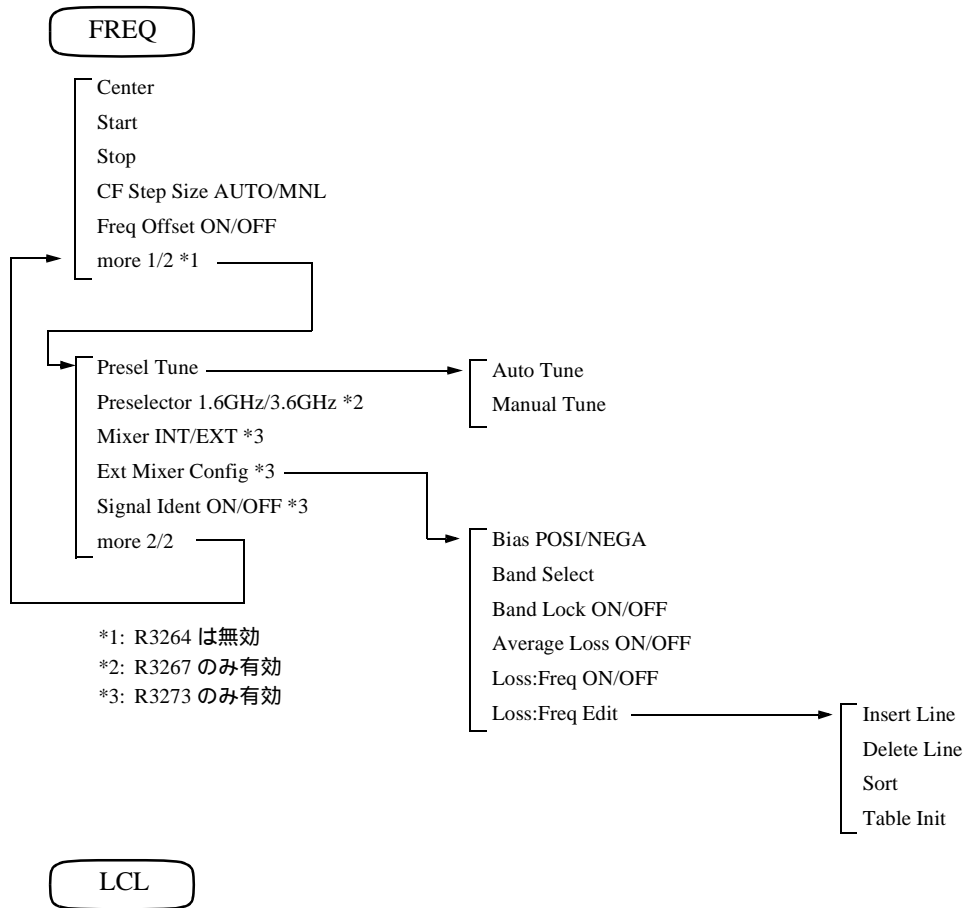 FREQ
Center
Start
Stop
CF Step Size AUTO/MNL
Freq Offset ON/OFF
more 1/2 *1
Presel Tune
Preselector 1.6GHz/3.6GHz *2
Mixer INT/EXT *3
Ext Mixer Config *3
Signal Ident ON/OFF *3
more 2/2
Auto Tune
Manual Tune
Bias POSI/NEGA
Band Select
Band Lock ON/OFF
Average Loss ON/OFF
Loss:Freq ON/OFF
Loss:Freq Edit
Insert Line
Delete Line
Sort
Table Init
*1: R3264 は無効
*2: R3267 のみ有効
*3: R3273 のみ有効
LCL